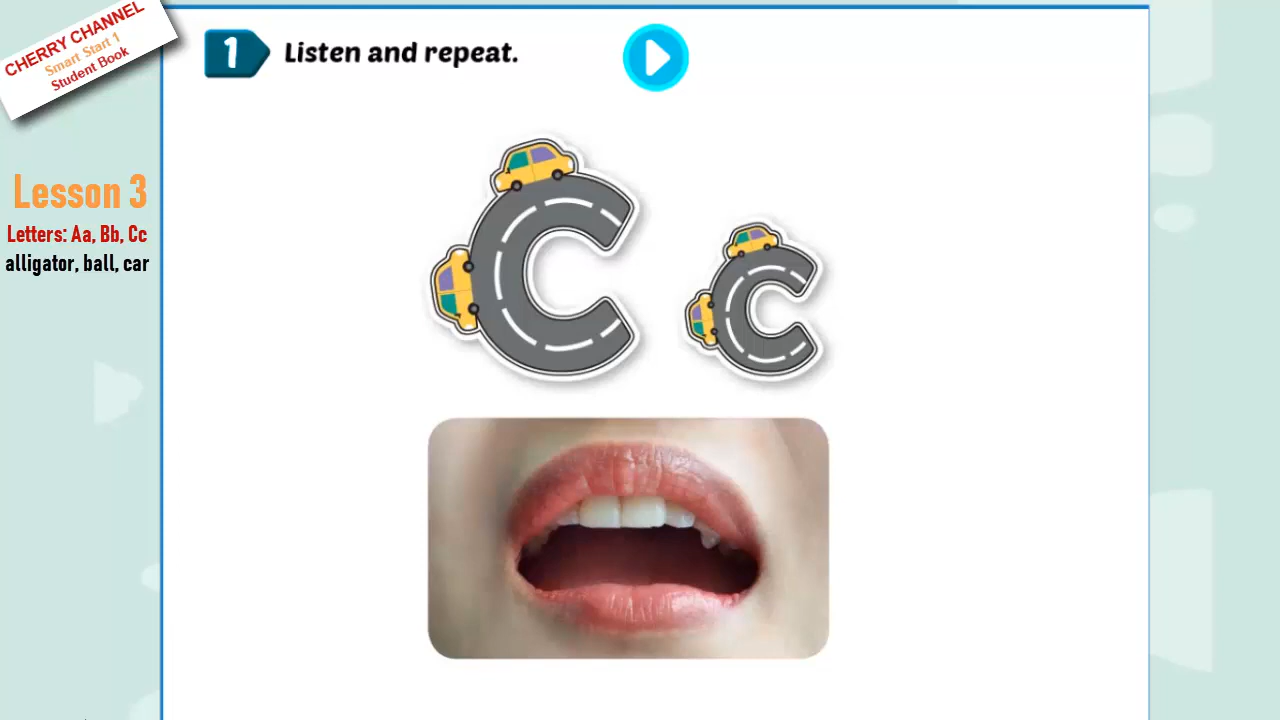 CHERRY CHANNEL
Smart Start 1
Student Book
1 Listen and repeat.
Lesson 3
Letters: Aa, Bb, Cc
alligator, ball, car
C c